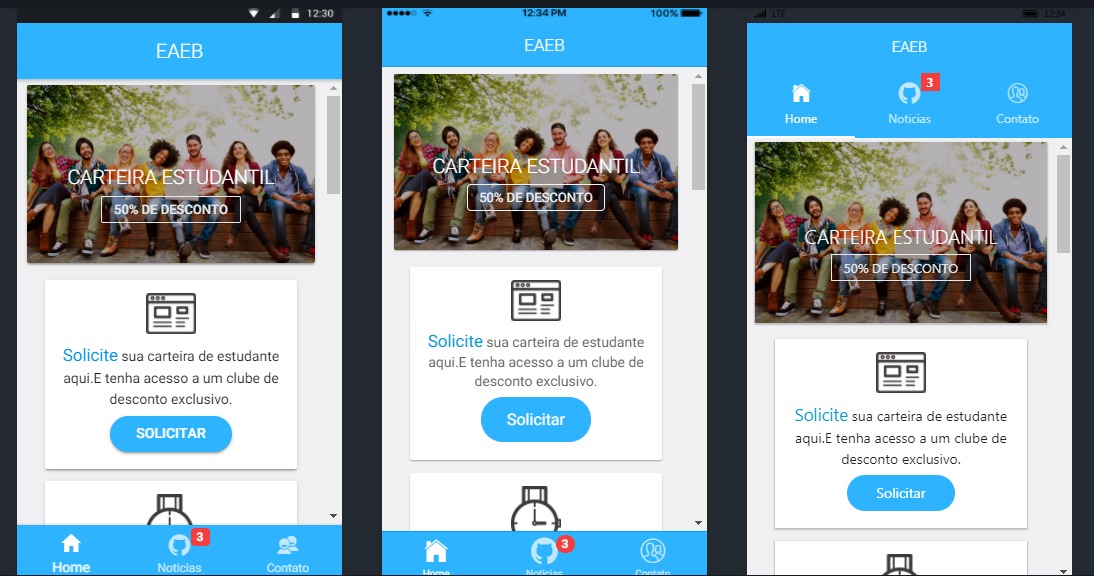 12:30
EAEB
CARTEIRA ESTUDANTIL
50% DE DESCONTO
Solicite sua carteira de estudante
aqui.E tenha acesso a um clube de
desconto exclusivo.
SOLICITAR
3
Home
Noticias
Contato
12:34 PM
100%
EAEB
CARTEIRA ESTUDANTIL
50% DE DESCONTO
Solicite sua carteira de estudante
aqui.E tenha acesso a um clube de
desconto exclusivo.
Solicitar
3
Home
Noticias
Contato
LTE
12:34
EAEB
3
Home
Noticias
Contato
CARTEIRA ESTUDANTIL
50% DE DESCONTO
Solicite sua carteira de estudante
aqui.E tenha acesso a um clube de
desconto exclusivo.
Solicitar